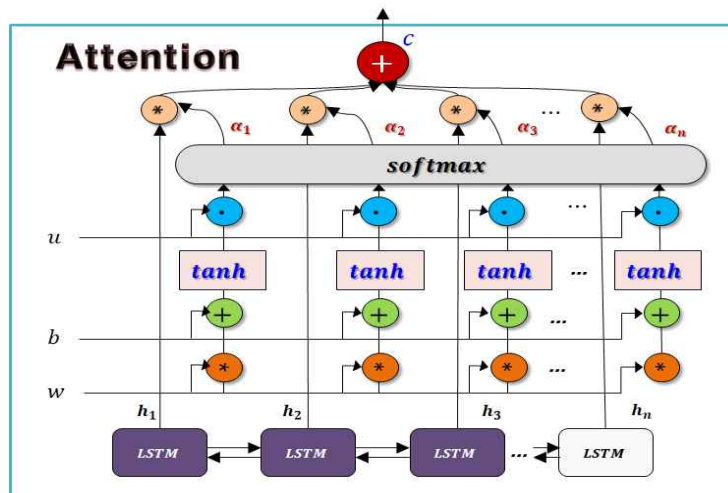 c
Attention
* * * ... *
+
α₁ α₂ α₃ αₙ
softmax
. . . ... .
u
tanh tanh tanh ... tanh
+ + + ... +
b
* * * ... *
w
h₁ h₂ h₃ hₙ
LSTM LSTM LSTM ... LSTM